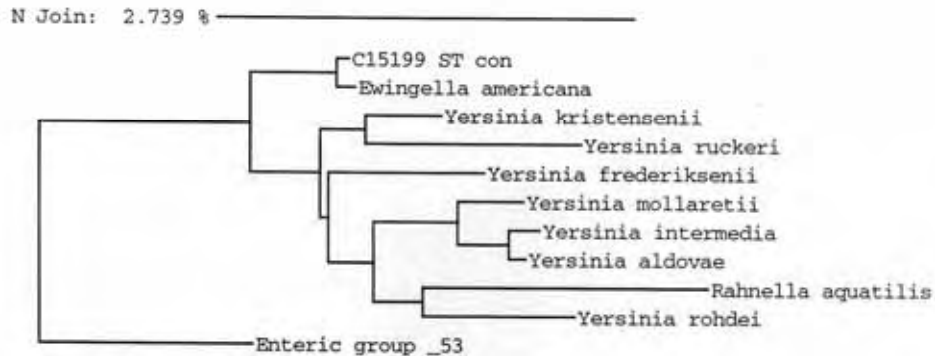 N Join: 2.739 %
C15199 ST con
Ewingella americana
Yersinia kristensenii
Yersinia ruckeri
Yersinia frederiksenii
Yersinia mollaretii
Yersinia intermedia
Yersinia aldovae
Rahnella aquatilis
Yersinia rohdei
Enteric group _53